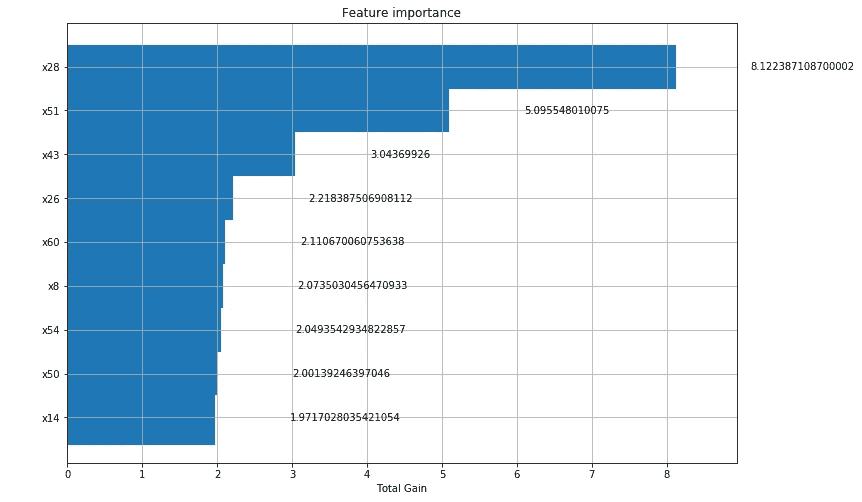 Feature importance
x28 8.122387108700002
x51 5.095548010075
x43 3.04369926
x26 2.218387506908112
x60 2.110670060753638
x8 2.0735030456470933
x54 2.0493542934822857
x50 2.00139246397046
x14 1.9717028035421054
0 1 2 3 4 5 6 7 8
Total Gain